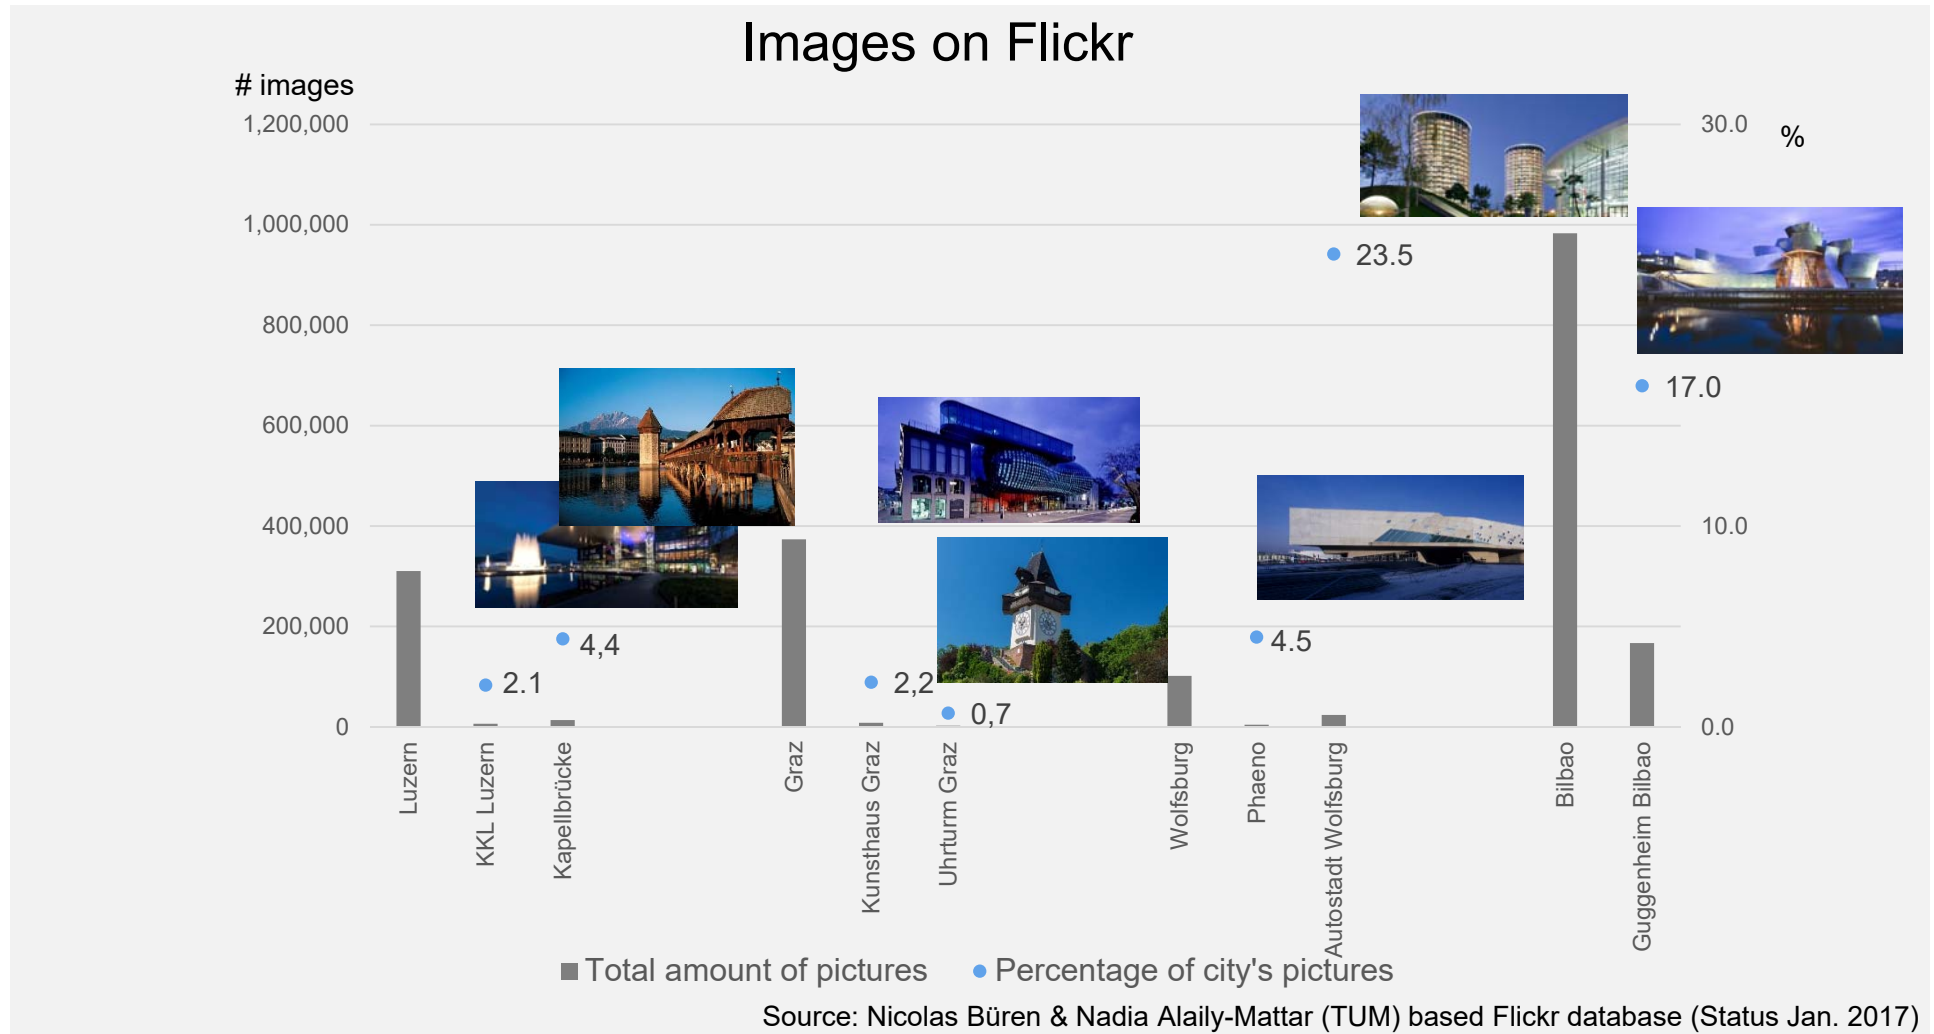 Images on Flickr
# images
1,200,000
30.0
%
1,000,000
23.5
800,000
17.0
600,000
400,000
10.0
200,000
4,4
4.5
2.1
2,2
0,7
0
0.0
Luzern
KKL Luzern
Kapellbrücke
Graz
Kunsthaus Graz
Uhrturm Graz
Wolfsburg
Phaeno
Autostadt Wolfsburg
Bilbao
Guggenheim Bilbao
Total amount of pictures
Percentage of city's pictures
Source: Nicolas Büren & Nadia Alaily-Mattar (TUM) based Flickr database (Status Jan. 2017)